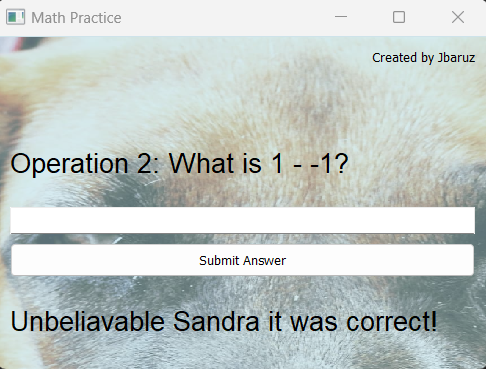 Math Practice
Created by Jbaruz
Operation 2: What is 1 - -1?
Submit Answer
Unbeliavable Sandra it was correct!